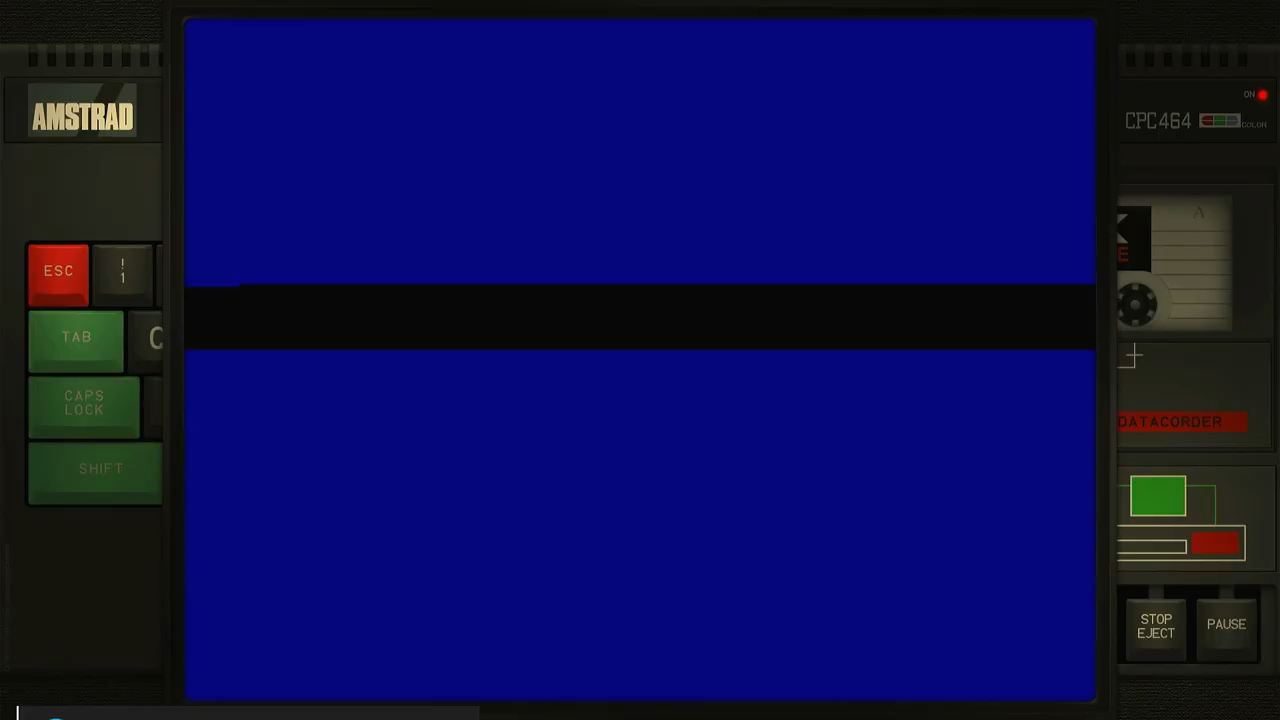 AMSTRAD
ESC
!
1
TAB
CAPS
LOCK
SHIFT
ON
CPC464
COLOR
A
DATACORDER
STOP
EJECT
PAUSE